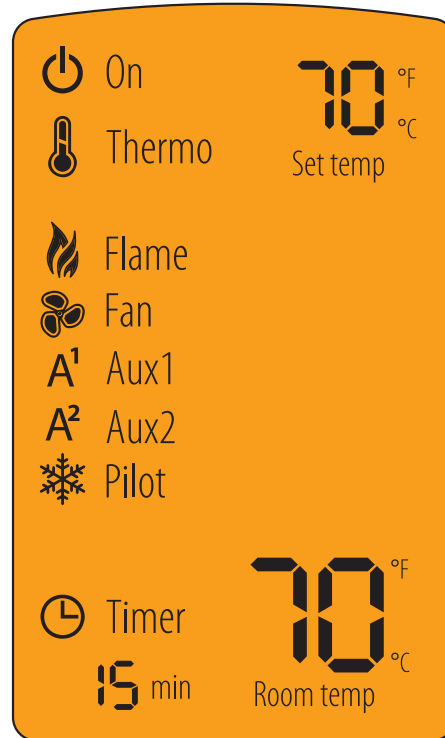 On
70 °F
°C
Thermo
Set temp
Flame
Fan
A¹ Aux1
A² Aux2
Pilot
Timer
15 min
70 °F
°C
Room temp